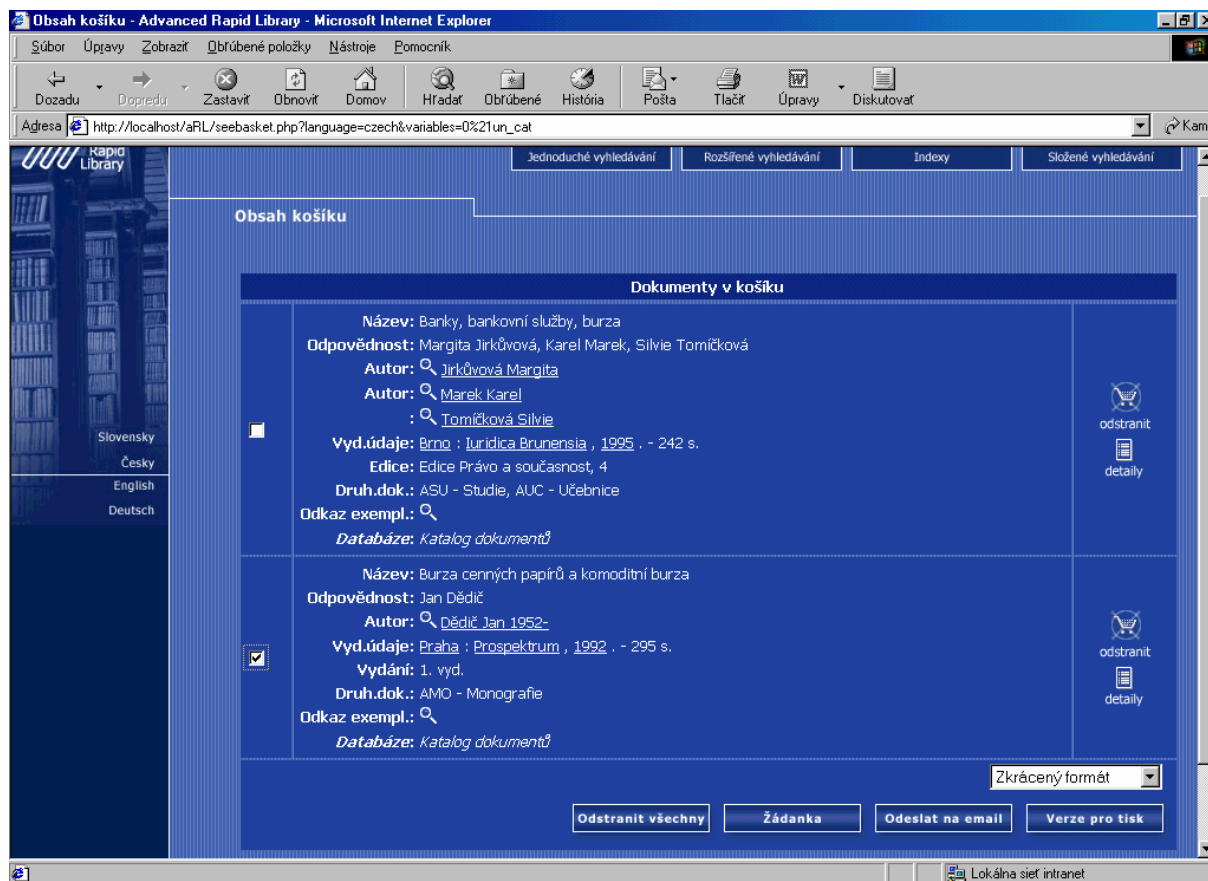 Obsah košíku - Advanced Rapid Library - Microsoft Internet Explorer
Súbor Úpravy Zobraziť Obľúbené položky Nástroje Pomocník
Dozadu Dopredu Zastaviť Obnoviť Domov Hľadať Obľúbené História Pošta Tlačiť Úpravy Diskutovať
Adresa http://localhost/aRL/seebasket.php?language=czech&variables=0%21un_cat Kam
Rapid
Library
Jednoduché vyhledávání Rozšířené vyhledávání Indexy Složené vyhledávání
Obsah košíku
Dokumenty v košíku
Název: Banky, bankovní služby, burza
Odpovědnost: Margita Jirkůvová, Karel Marek, Silvie Tomíčková
Autor: Jirkůvová Margita
Autor: Marek Karel
: Tomíčková Silvie
Vyd.údaje: Brno : Iuridica Brunensia , 1995 . - 242 s.
Edice: Edice Právo a současnost, 4
Druh.dok.: ASU - Studie, AUC - Učebnice
Odkaz exempl.:
Databáze: Katalog dokumentů
odstranit
detaily
Slovensky
Česky
English
Deutsch
Název: Burza cenných papírů a komoditní burza
Odpovědnost: Jan Dědič
Autor: Dědič Jan 1952-
Vyd.údaje: Praha : Prospektrum , 1992 . - 295 s.
Vydání: 1. vyd.
Druh.dok.: AMO - Monografie
Odkaz exempl.:
Databáze: Katalog dokumentů
odstranit
detaily
Zkrácený formát
Odstranit všechny Žádanka Odeslat na email Verze pro tisk
Lokálna sieť intranet